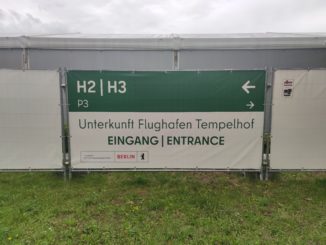 H2 | H3 ←
P3 →
Unterkunft Flughafen Tempelhof
EINGANG | ENTRANCE
BERLIN